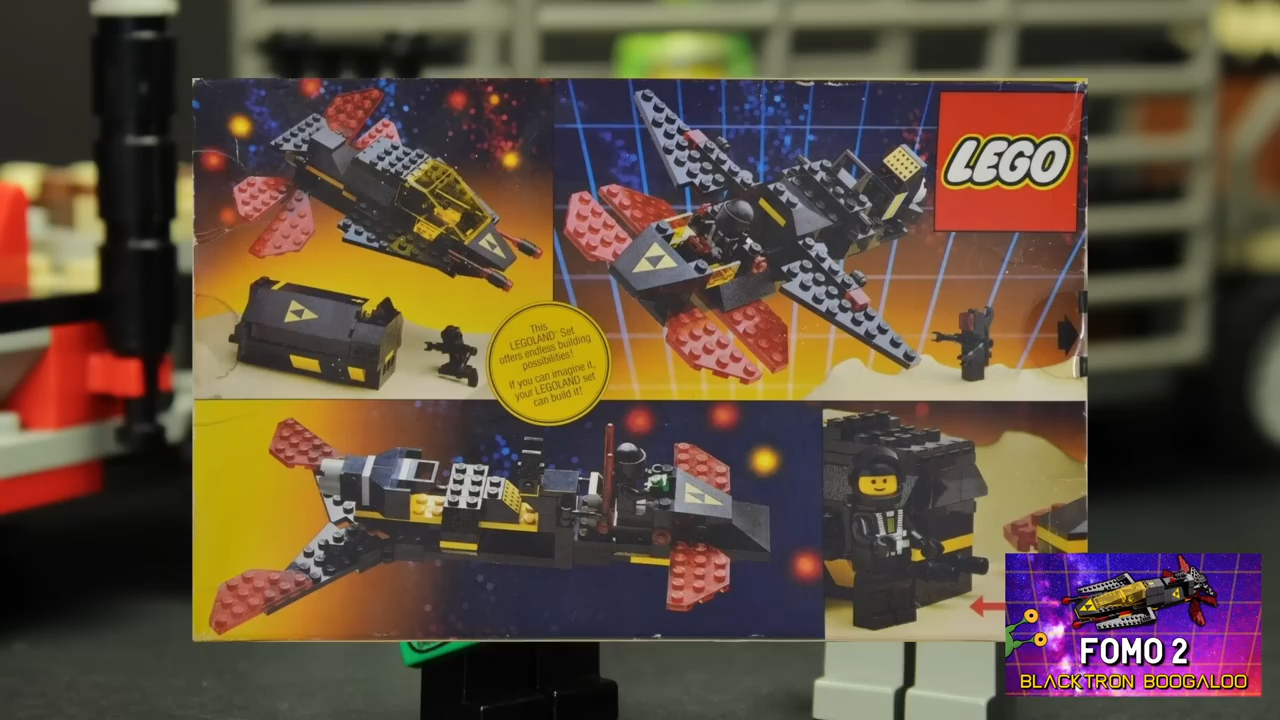 LEGO
This
LEGOLAND® Set
offers endless building
possibilities!
If you can imagine it,
your LEGOLAND set
can build it!
FOMO 2
BLACKTRON BOOGALOO